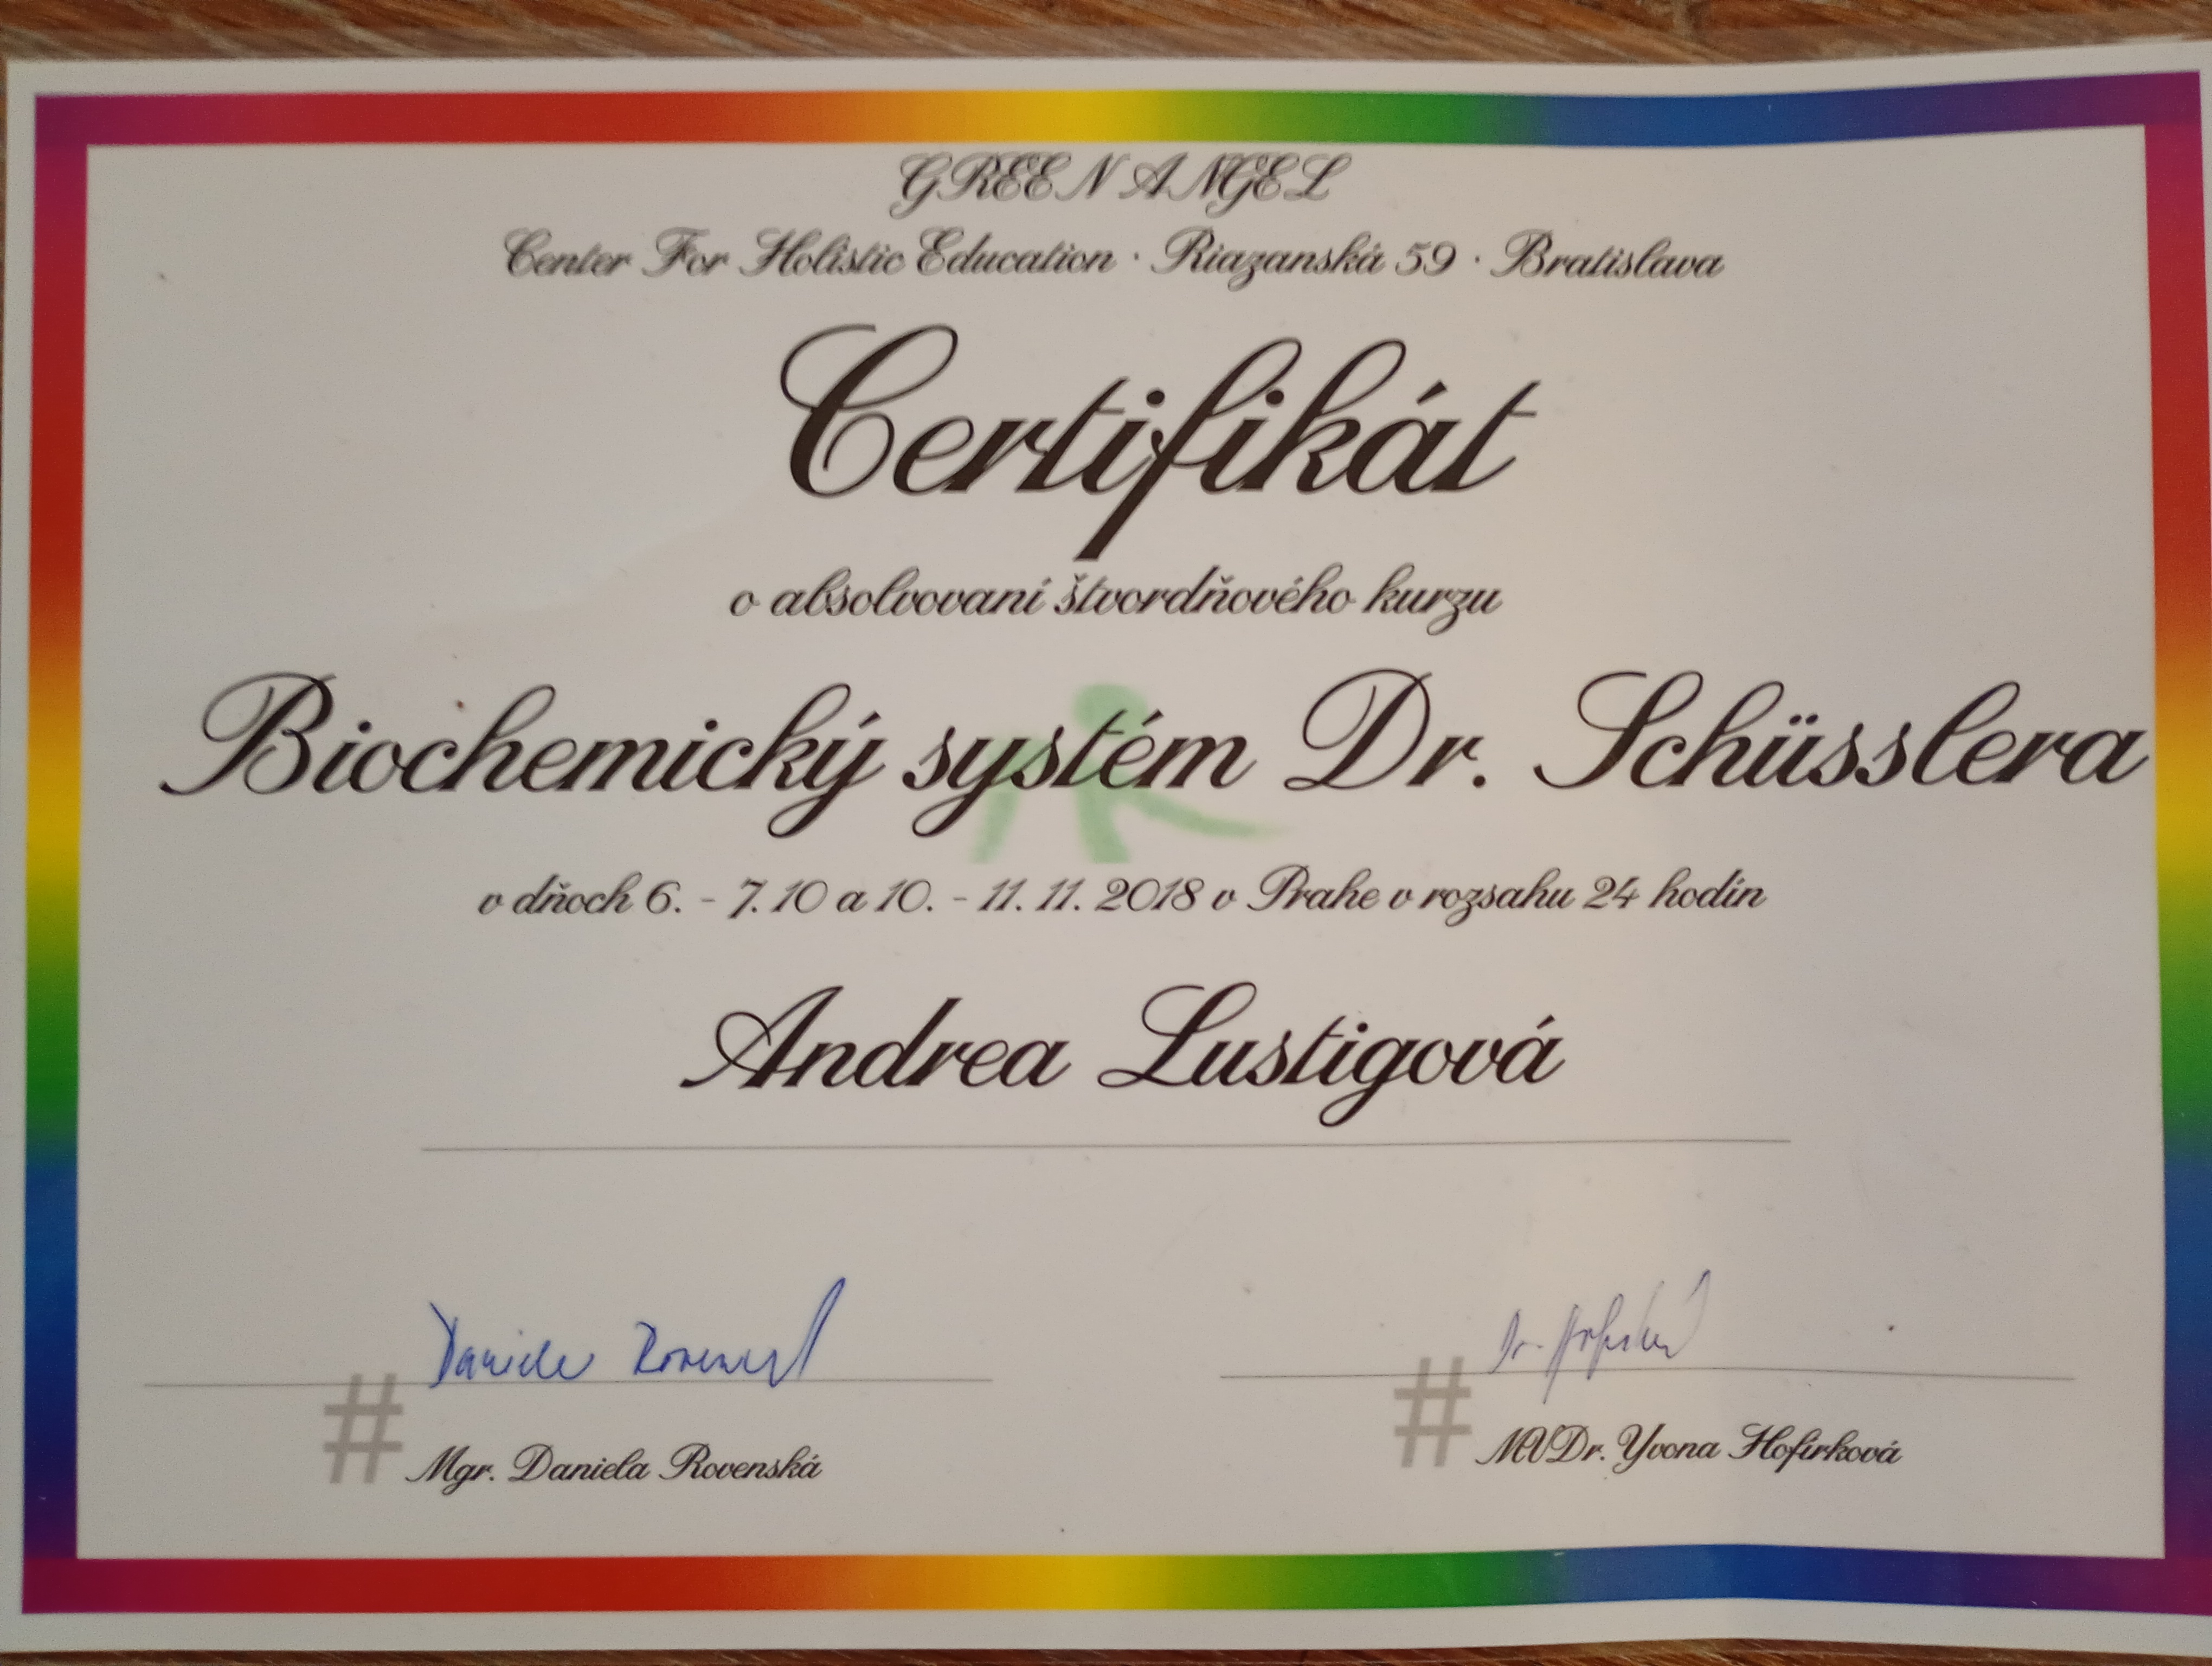 GREEN ANGEL
Center For Holistic Education · Riazanská 59 · Bratislava
Certifikát
o absolvovaní štvordňového kurzu
Biochemický systém Dr. Schüsslera
v dňoch 6. - 7. 10 a 10. - 11. 11. 2018 v Prahe v rozsahu 24 hodín
Andrea Lustigová
# Mgr. Daniela Rovenská
# MVDr. Yvona Hofírková